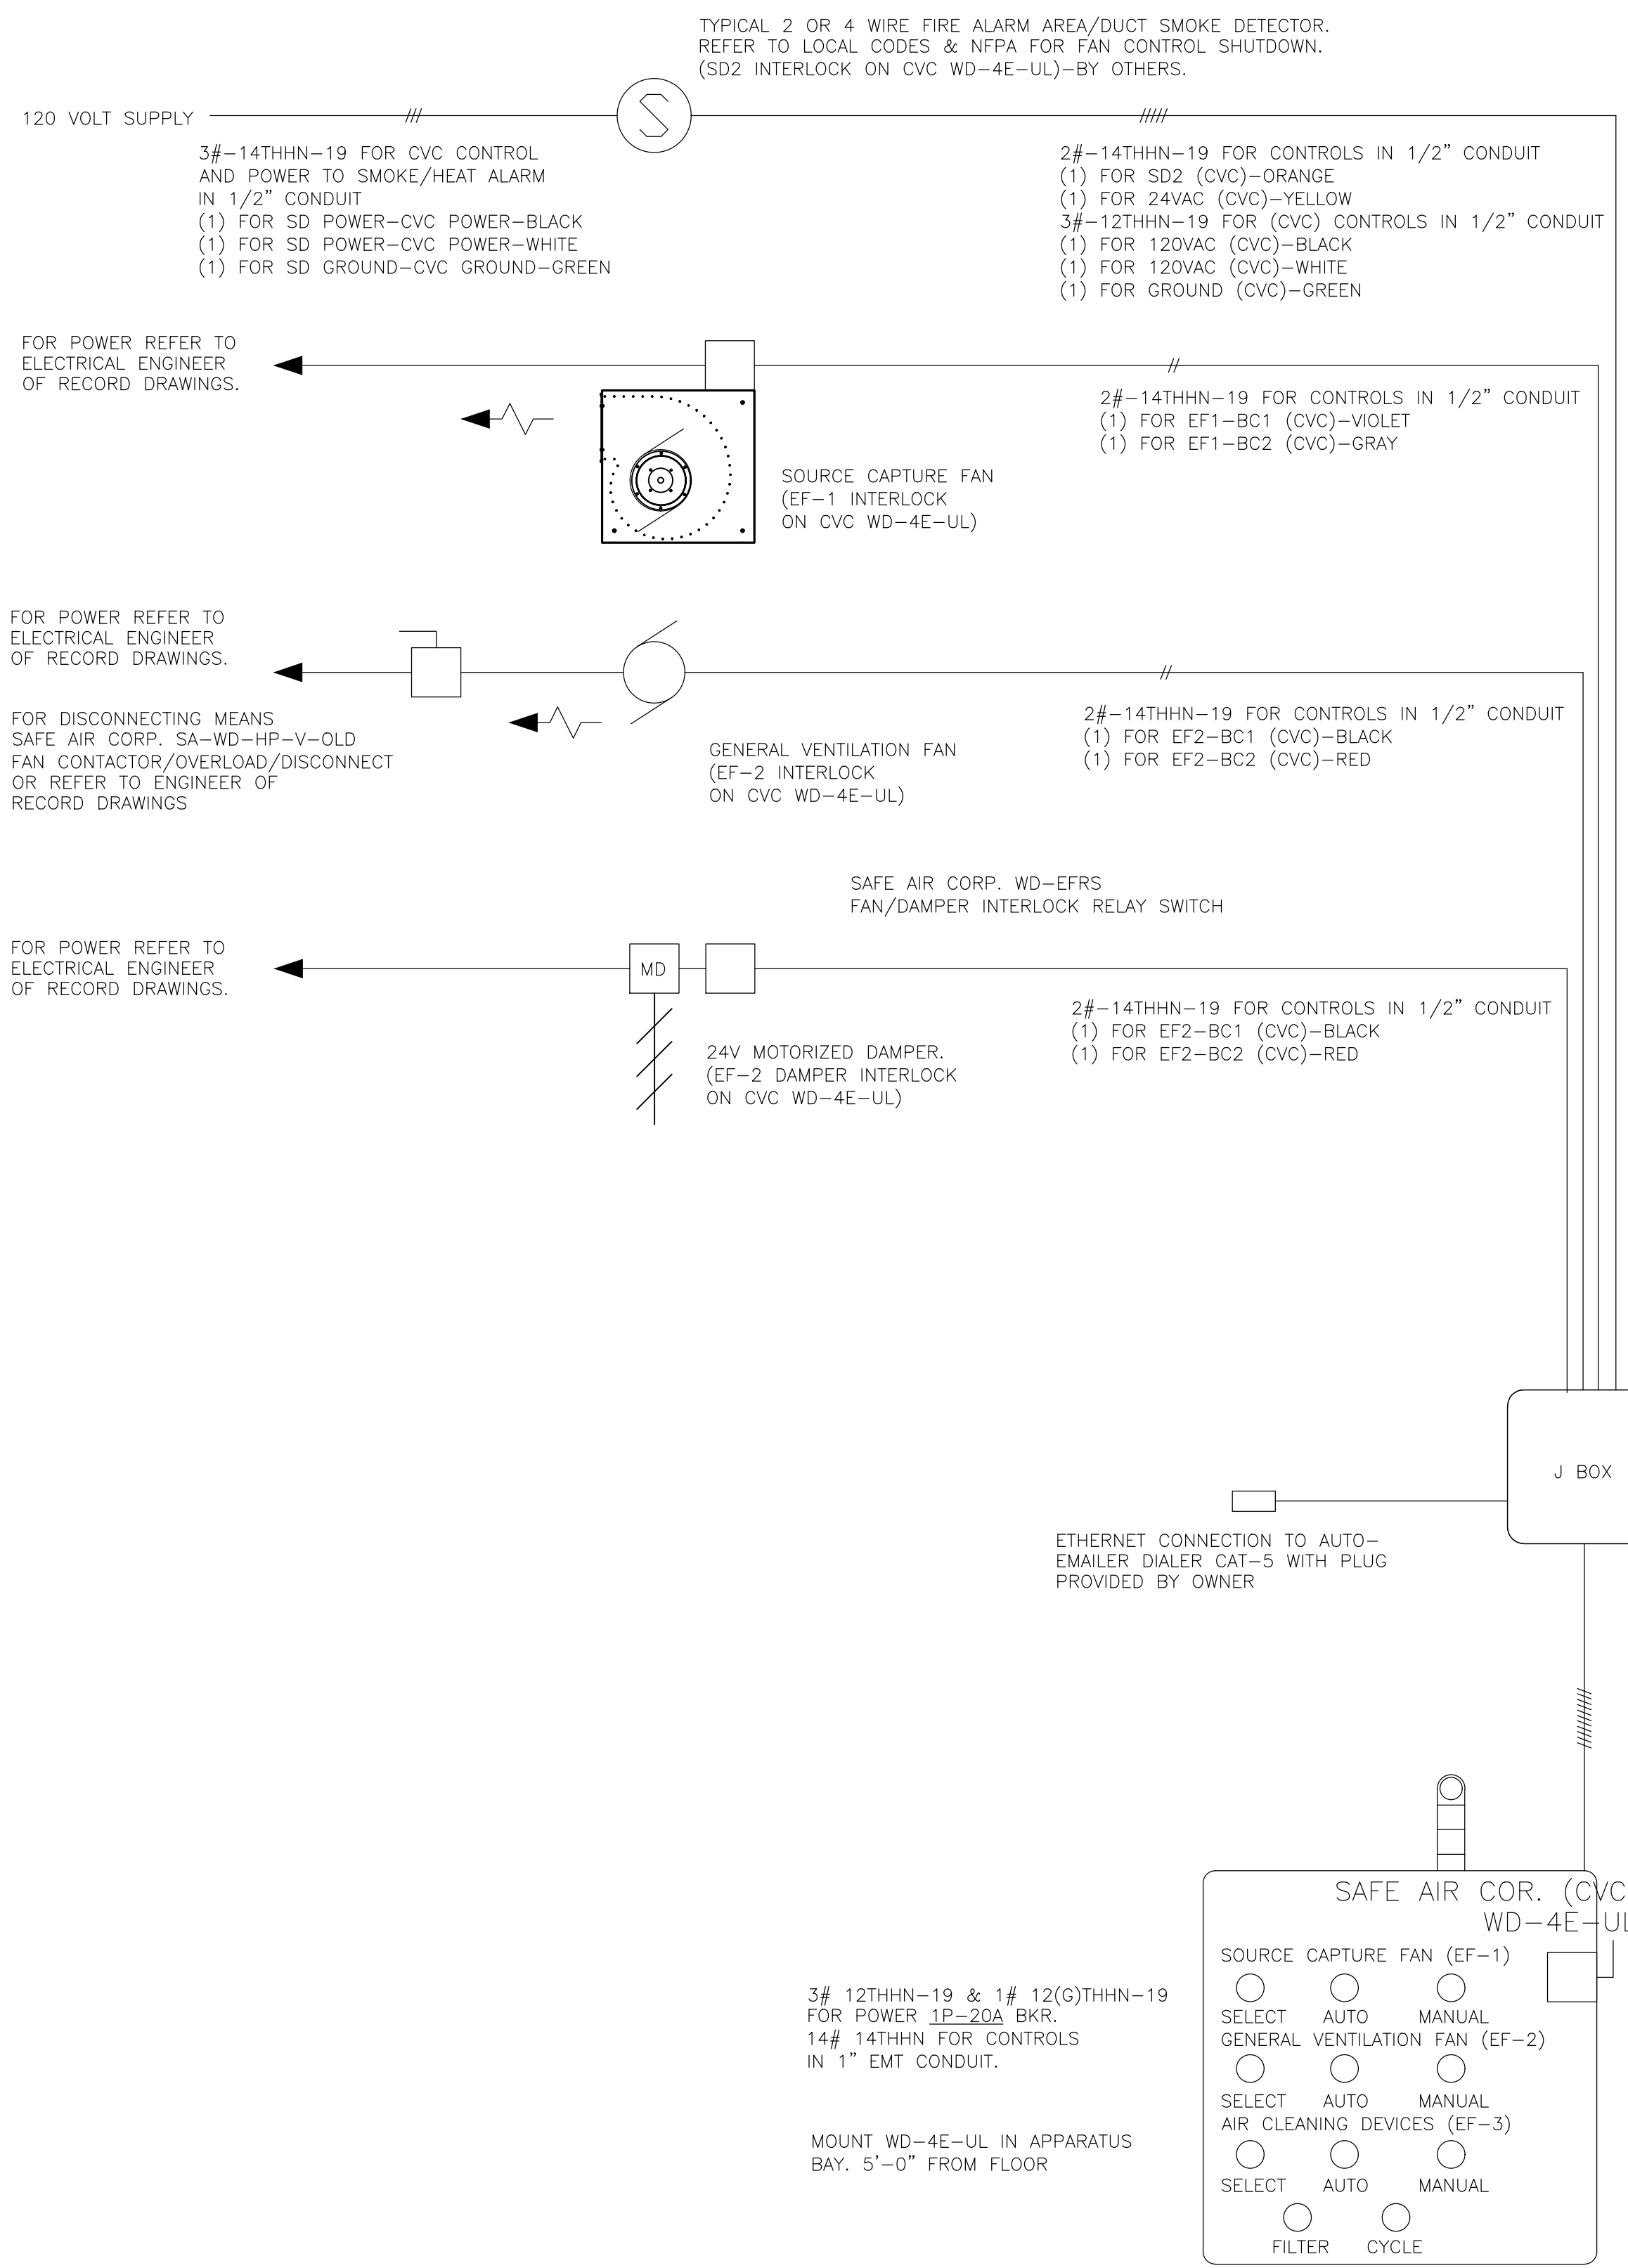 TYPICAL 2 OR 4 WIRE FIRE ALARM AREA/DUCT SMOKE DETECTOR.
REFER TO LOCAL CODES & NFPA FOR FAN CONTROL SHUTDOWN.
(SD2 INTERLOCK ON CVC WD-4E-UL)-BY OTHERS.
120 VOLT SUPPLY
S
3#-14THHN-19 FOR CVC CONTROL
AND POWER TO SMOKE/HEAT ALARM
IN 1/2" CONDUIT
(1) FOR SD POWER-CVC POWER-BLACK
(1) FOR SD POWER-CVC POWER-WHITE
(1) FOR SD GROUND-CVC GROUND-GREEN
2#-14THHN-19 FOR CONTROLS IN 1/2" CONDUIT
(1) FOR SD2 (CVC)-ORANGE
(1) FOR 24VAC (CVC)-YELLOW
3#-12THHN-19 FOR (CVC) CONTROLS IN 1/2" CONDUIT
(1) FOR 120VAC (CVC)-BLACK
(1) FOR 120VAC (CVC)-WHITE
(1) FOR GROUND (CVC)-GREEN
FOR POWER REFER TO
ELECTRICAL ENGINEER
OF RECORD DRAWINGS.
2#-14THHN-19 FOR CONTROLS IN 1/2" CONDUIT
(1) FOR EF1-BC1 (CVC)-VIOLET
(1) FOR EF1-BC2 (CVC)-GRAY
SOURCE CAPTURE FAN
(EF-1 INTERLOCK
ON CVC WD-4E-UL)
FOR POWER REFER TO
ELECTRICAL ENGINEER
OF RECORD DRAWINGS.
FOR DISCONNECTING MEANS
SAFE AIR CORP. SA-WD-HP-V-OLD
FAN CONTACTOR/OVERLOAD/DISCONNECT
OR REFER TO ENGINEER OF
RECORD DRAWINGS
GENERAL VENTILATION FAN
(EF-2 INTERLOCK
ON CVC WD-4E-UL)
2#-14THHN-19 FOR CONTROLS IN 1/2" CONDUIT
(1) FOR EF2-BC1 (CVC)-BLACK
(1) FOR EF2-BC2 (CVC)-RED
SAFE AIR CORP. WD-EFRS
FAN/DAMPER INTERLOCK RELAY SWITCH
FOR POWER REFER TO
ELECTRICAL ENGINEER
OF RECORD DRAWINGS.
MD
24V MOTORIZED DAMPER.
(EF-2 DAMPER INTERLOCK
ON CVC WD-4E-UL)
2#-14THHN-19 FOR CONTROLS IN 1/2" CONDUIT
(1) FOR EF2-BC1 (CVC)-BLACK
(1) FOR EF2-BC2 (CVC)-RED
J BOX
ETHERNET CONNECTION TO AUTO-
EMAILER DIALER CAT-5 WITH PLUG
PROVIDED BY OWNER
SAFE AIR COR. (CVC
WD-4E-UL
SOURCE CAPTURE FAN (EF-1)
SELECT AUTO MANUAL
GENERAL VENTILATION FAN (EF-2)
SELECT AUTO MANUAL
AIR CLEANING DEVICES (EF-3)
SELECT AUTO MANUAL
FILTER CYCLE
3# 12THHN-19 & 1# 12(G)THHN-19
FOR POWER 1P-20A BKR.
14# 14THHN FOR CONTROLS
IN 1" EMT CONDUIT.
MOUNT WD-4E-UL IN APPARATUS
BAY. 5'-0" FROM FLOOR